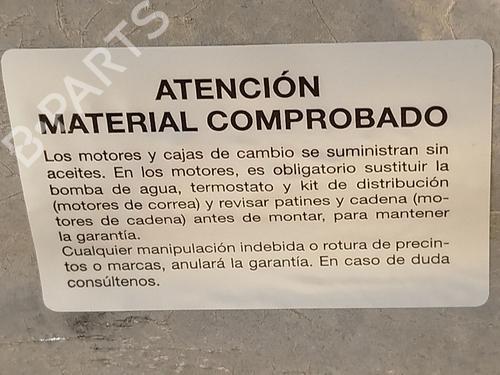 B-PARTS
ATENCIÓN
MATERIAL COMPROBADO
Los motores y cajas de cambio se suministran sin
aceites. En los motores, es obligatorio sustituir la
bomba de agua, termostato y kit de distribución
(motores de correa) y revisar patines y cadena (mo-
tores de cadena) antes de montar, para mantener
la garantía.
Cualquier manipulación indebida o rotura de precin-
tos o marcas, anulará la garantía. En caso de duda
consúltenos.